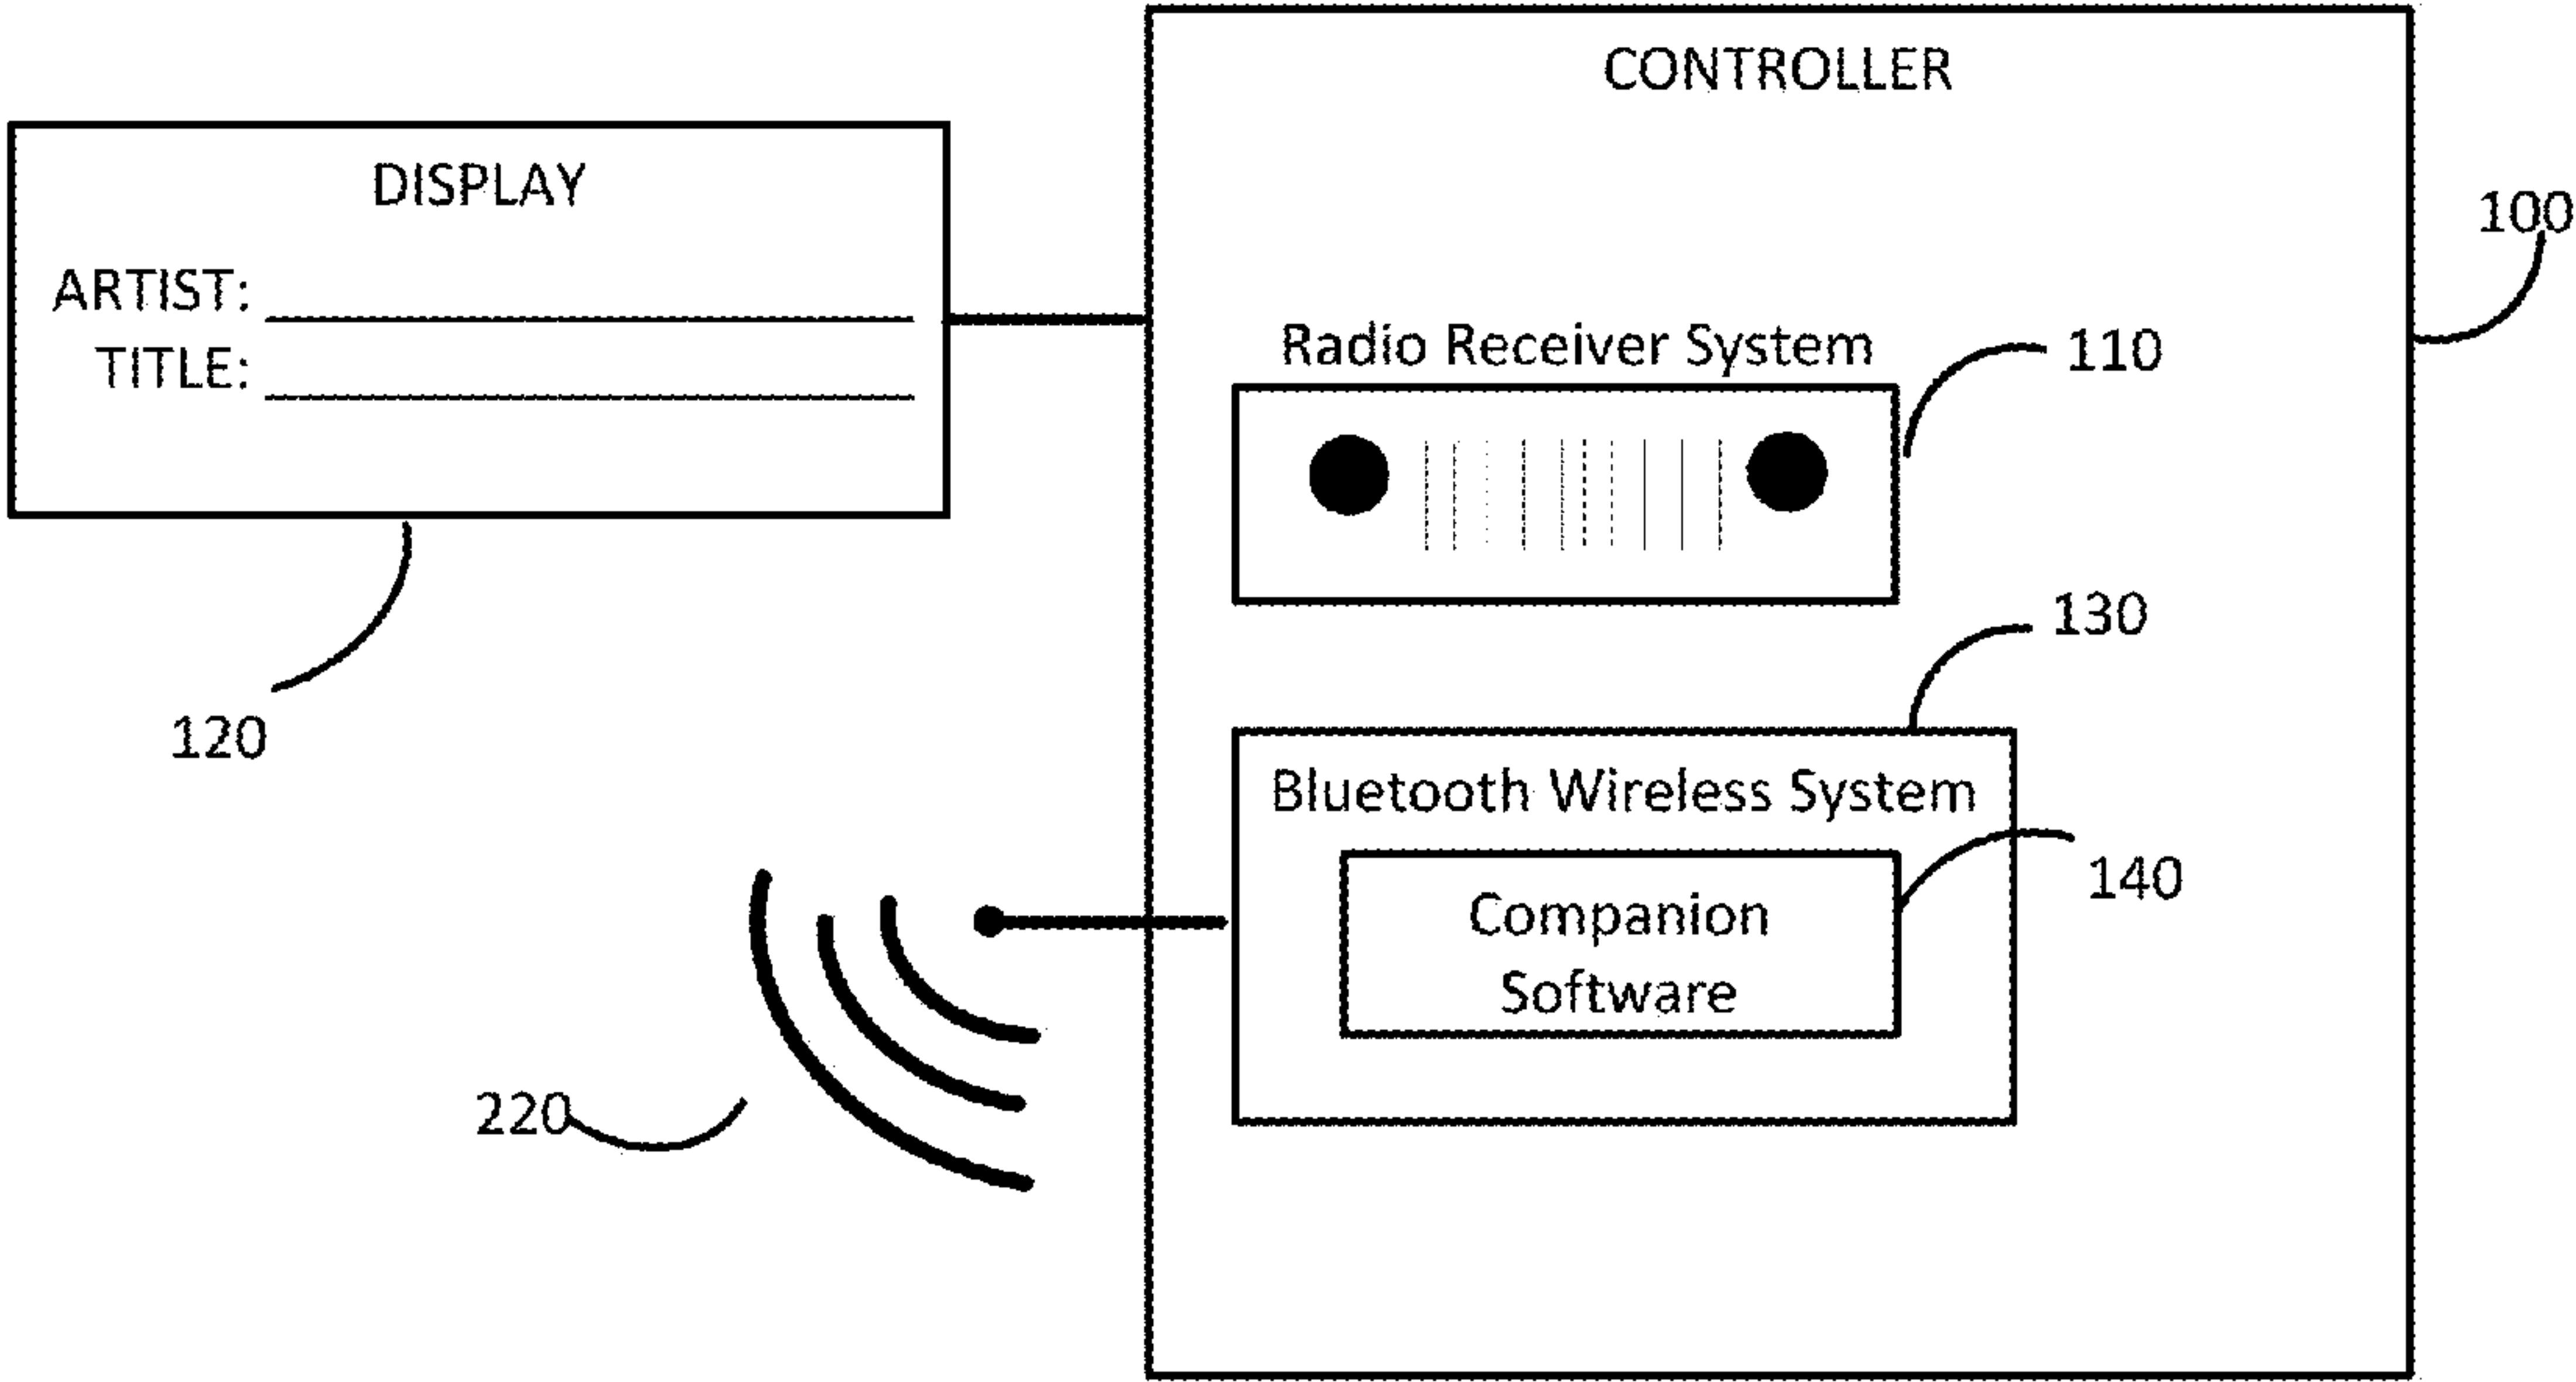 CONTROLLER
DISPLAY
ARTIST:
TITLE:
100
Radio Receiver System
110
120
130
Bluetooth Wireless System
140
Companion
Software
220